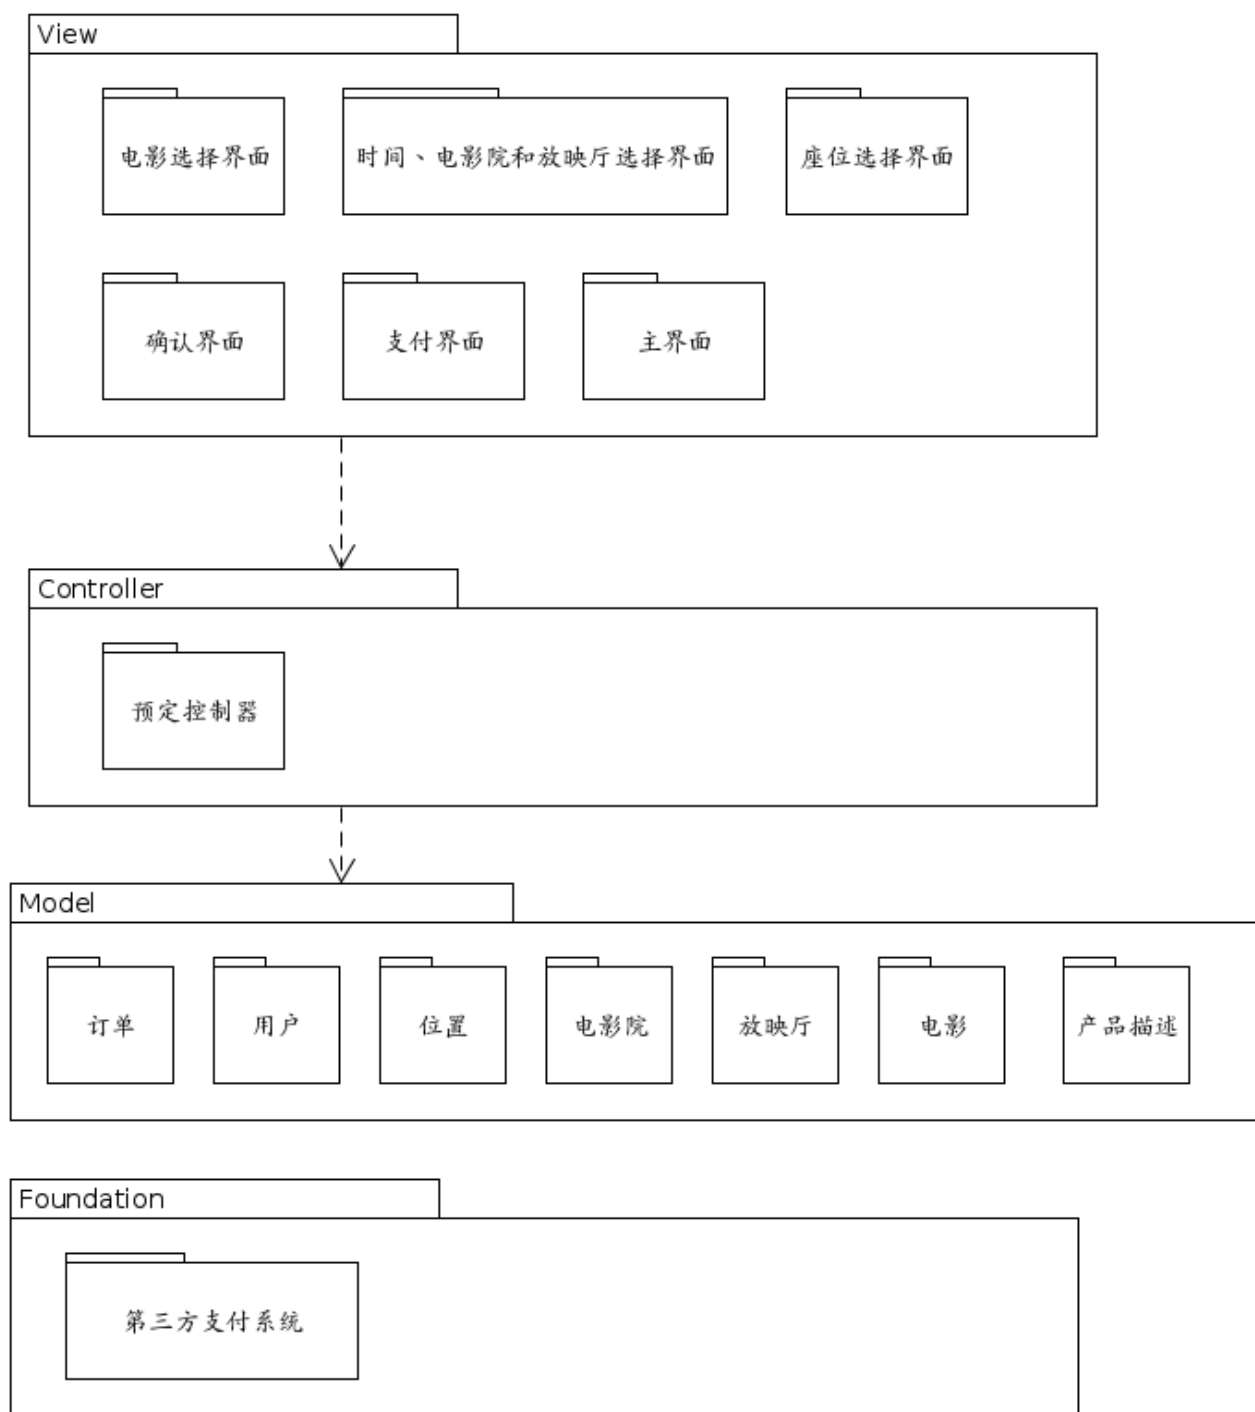 View
电影选择界面
时间、电影院和放映厅选择界面
座位选择界面
确认界面
支付界面
主界面
Controller
预定控制器
Model
订单
用户
位置
电影院
放映厅
电影
产品描述
Foundation
第三方支付系统